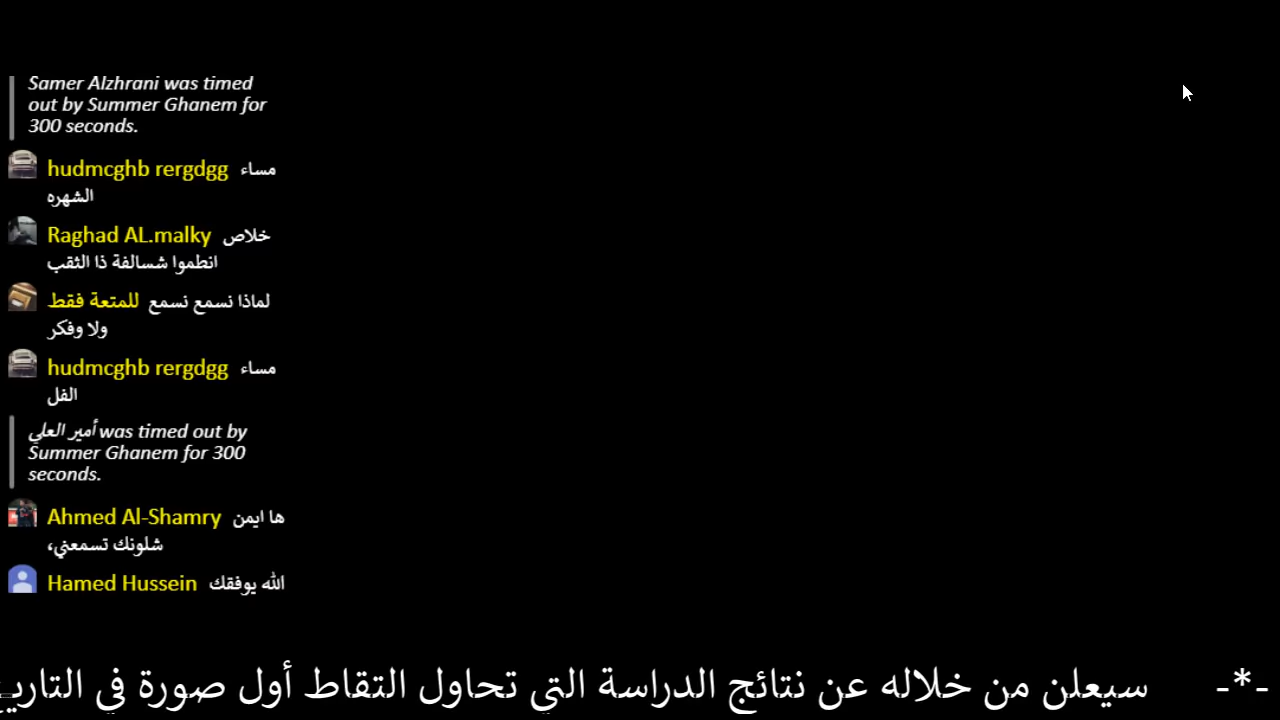 Samer Alzhrani was timed
out by Summer Ghanem for
300 seconds.
hudmcghb rergdgg مساء
الشهره
Raghad AL.malky خلاص
انطموا شسالفة ذا الثقب
للمتعة فقط لماذا نسمع نسمع
ولا وفكر
hudmcghb rergdgg مساء
الفل
أمير العلي was timed out by
Summer Ghanem for 300
seconds.
Ahmed Al-Shamry ها ايمن
شلونك تسمعني،
Hamed Hussein الله يوفقك
-*- سيعلن من خلاله عن نتائج الدراسة التي تحاول التقاط أول صورة في